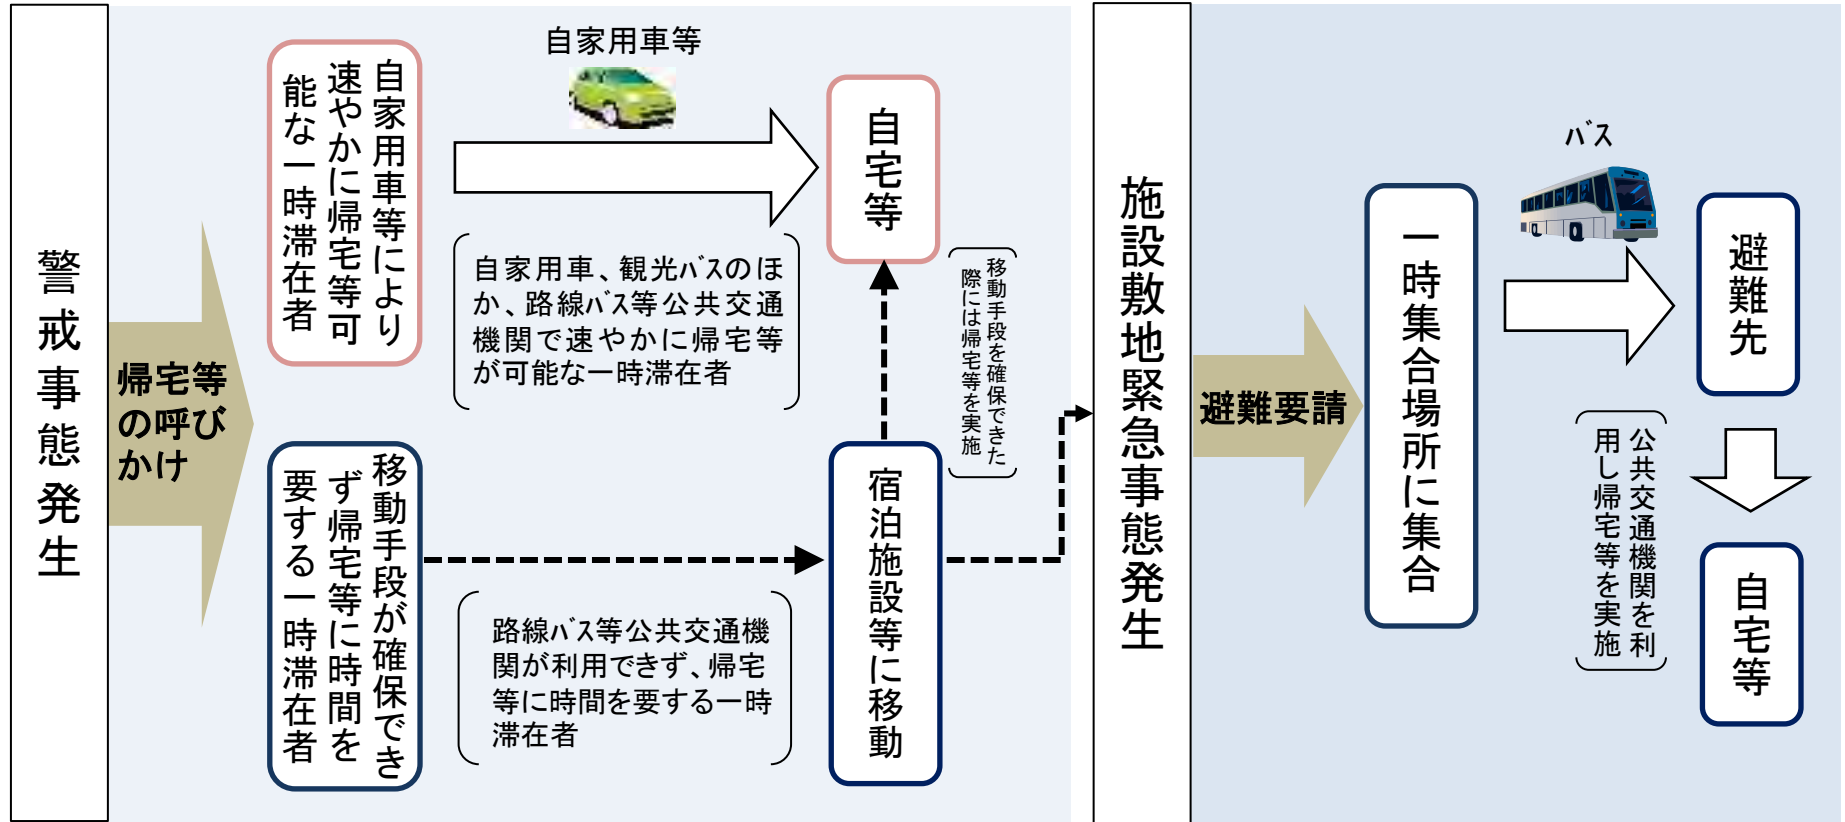 警戒事態発生
帰宅等
の呼び
かけ
自家用車等により
速やかに帰宅等可
能な一時滞在者
自家用車等
自宅等
自家用車、観光バスのほ
か、路線バス等公共交通
機関で速やかに帰宅等
が可能な一時滞在者
移動手段を確保できた
際には帰宅等を実施
移動手段が確保でき
ず帰宅等に時間を
要する一時滞在者
路線バス等公共交通機
関が利用できず、帰宅
等に時間を要する一時
滞在者
宿泊施設等に移動
施設敷地緊急事態発生
避難要請
一時集合場所に集合
バス
避難先
公共交通機関を利
用し帰宅等を実施
自宅等